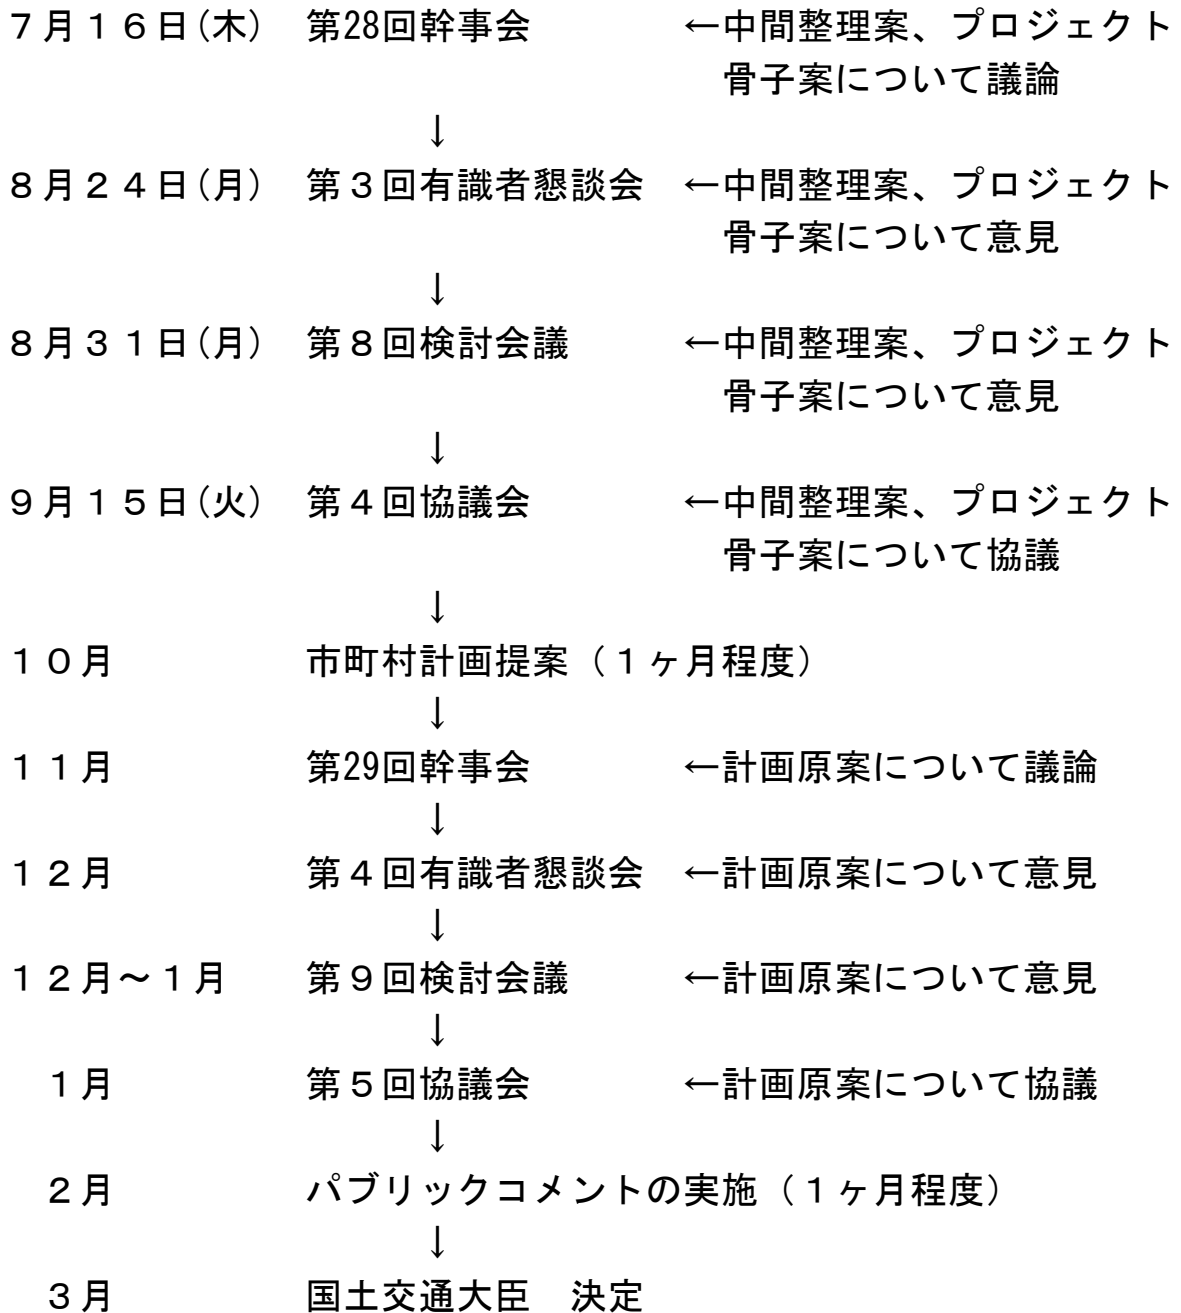 ７月１６日(木)　第28回幹事会　←中間整理案、プロジェクト
骨子案について議論
↓
８月２４日(月)　第３回有識者懇談会　←中間整理案、プロジェクト
骨子案について意見
↓
８月３１日(月)　第８回検討会議　←中間整理案、プロジェクト
骨子案について意見
↓
９月１５日(火)　第４回協議会　←中間整理案、プロジェクト
骨子案について協議
↓
１０月　市町村計画提案（１ヶ月程度）
↓
１１月　第29回幹事会　←計画原案について議論
↓
１２月　第４回有識者懇談会　←計画原案について意見
↓
１２月～１月　第９回検討会議　←計画原案について意見
↓
１月　第５回協議会　←計画原案について協議
↓
２月　パブリックコメントの実施（１ヶ月程度）
↓
３月　国土交通大臣　決定